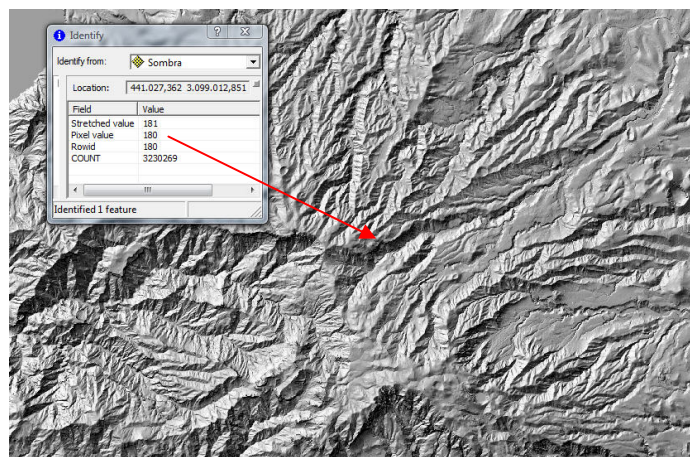 Identify
Identify from: Sombra
Location: 441.027,362 3.099.012,851
Field Value
Stretched value 181
Pixel value 180
Rowid 180
COUNT 3230269
Identified 1 feature